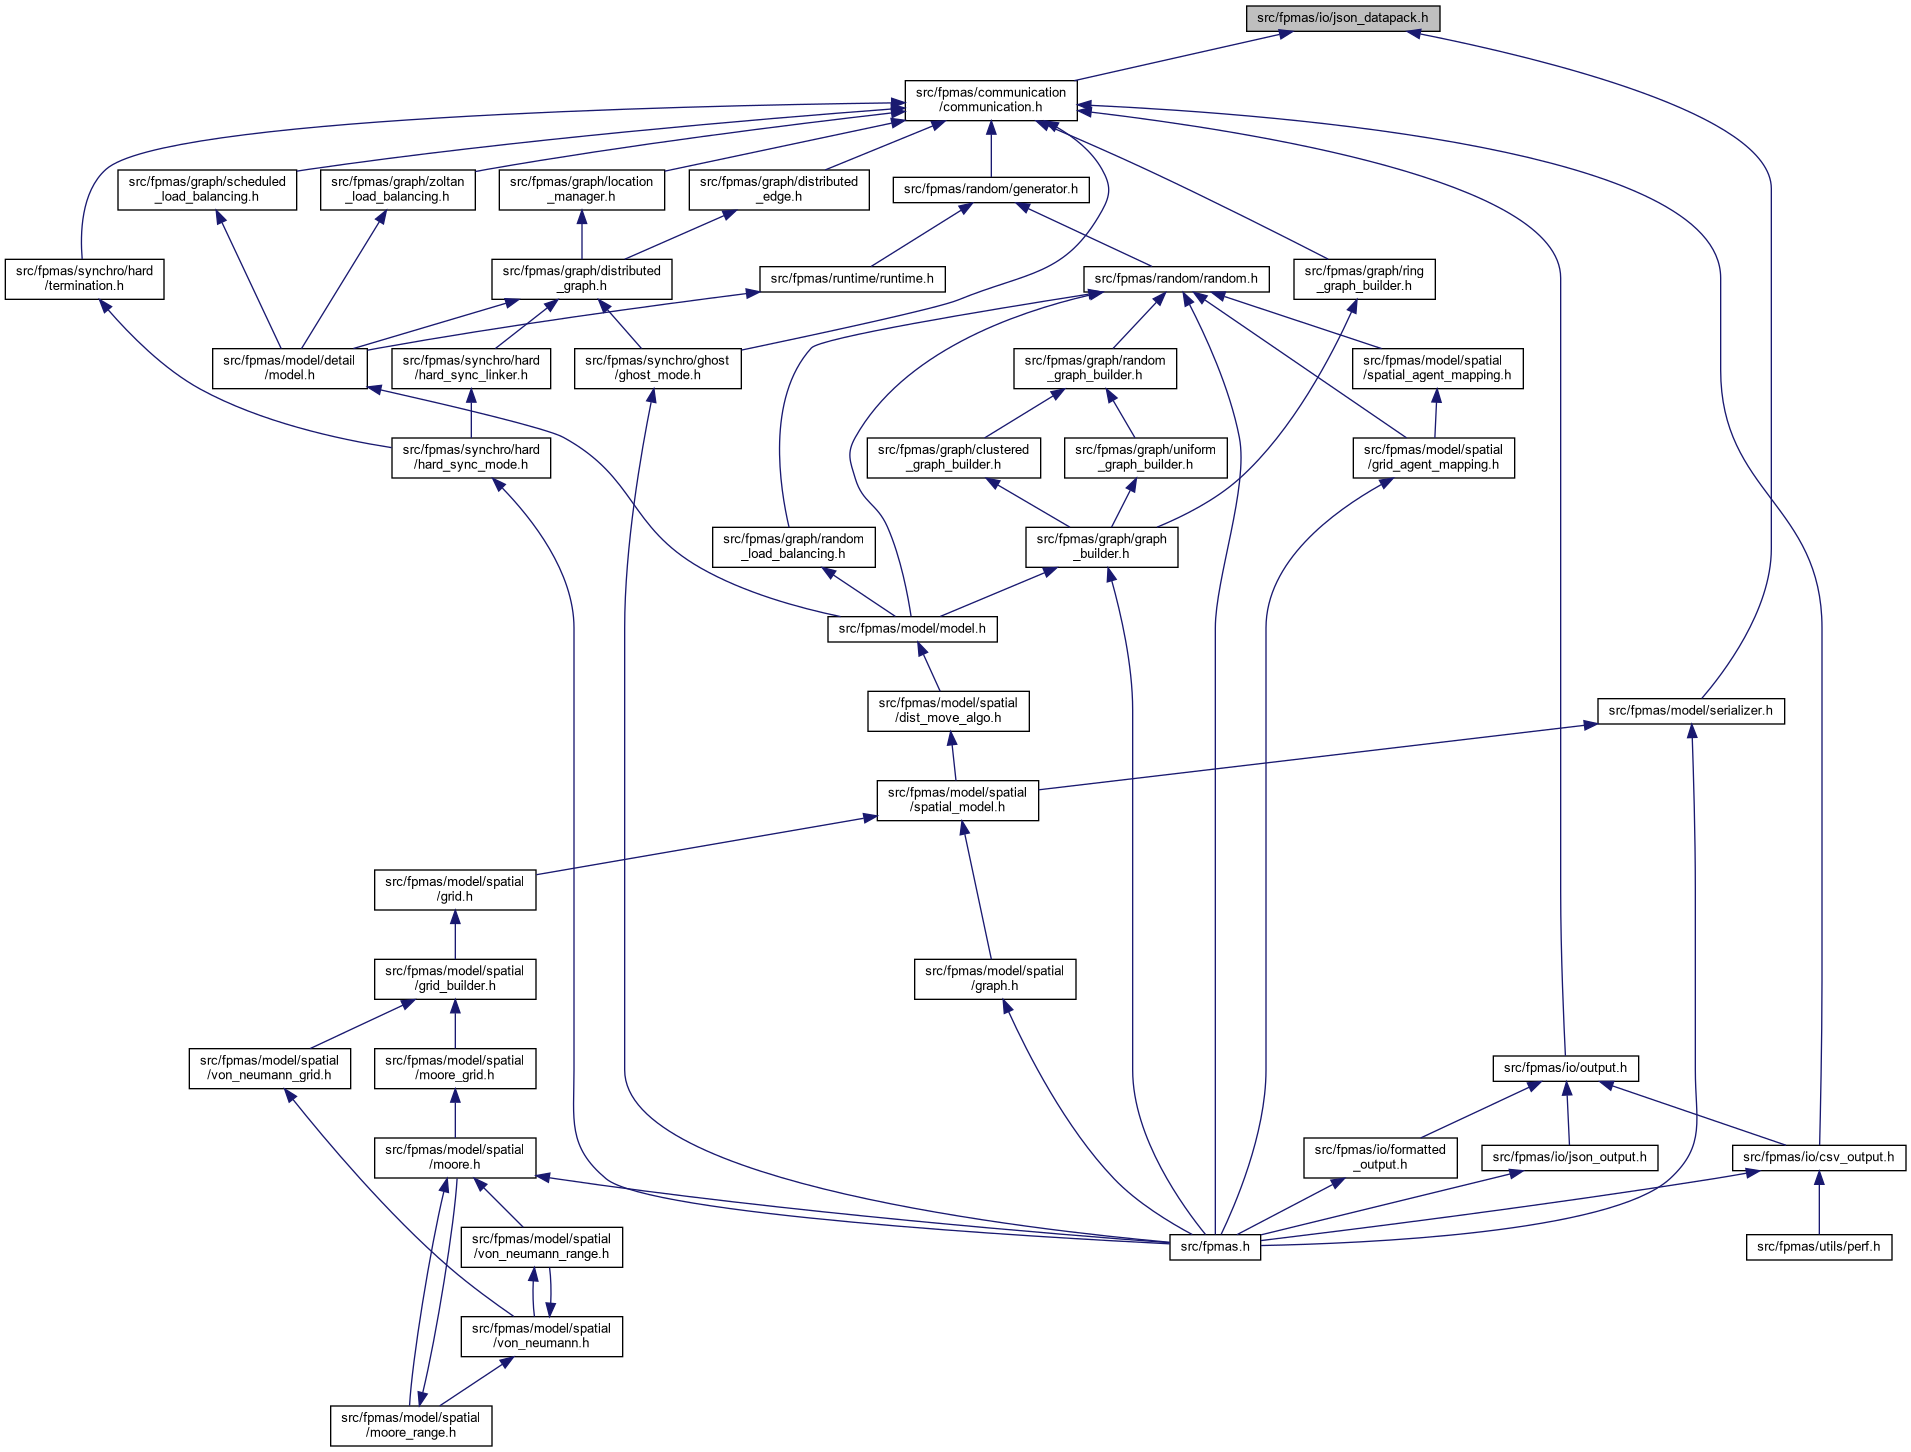 src/fpmas/io/json_datapack.h
src/fpmas/communication
/communication.h
src/fpmas/graph/scheduled
_load_balancing.h
src/fpmas/graph/zoltan
_load_balancing.h
src/fpmas/graph/location
_manager.h
src/fpmas/graph/distributed
_edge.h
src/fpmas/random/generator.h
src/fpmas/synchro/hard
/termination.h
src/fpmas/graph/distributed
_graph.h
src/fpmas/runtime/runtime.h
src/fpmas/random/random.h
src/fpmas/graph/ring
_graph_builder.h
src/fpmas/model/detail
/model.h
src/fpmas/synchro/hard
/hard_sync_linker.h
src/fpmas/synchro/ghost
/ghost_mode.h
src/fpmas/graph/random
_graph_builder.h
src/fpmas/model/spatial
/spatial_agent_mapping.h
src/fpmas/synchro/hard
/hard_sync_mode.h
src/fpmas/graph/clustered
_graph_builder.h
src/fpmas/graph/uniform
_graph_builder.h
src/fpmas/model/spatial
/grid_agent_mapping.h
src/fpmas/graph/random
_load_balancing.h
src/fpmas/graph/graph
_builder.h
src/fpmas/model/model.h
src/fpmas/model/spatial
/dist_move_algo.h
src/fpmas/model/serializer.h
src/fpmas/model/spatial
/spatial_model.h
src/fpmas/model/spatial
/grid.h
src/fpmas/model/spatial
/grid_builder.h
src/fpmas/model/spatial
/graph.h
src/fpmas/model/spatial
/von_neumann_grid.h
src/fpmas/model/spatial
/moore_grid.h
src/fpmas/io/output.h
src/fpmas/model/spatial
/moore.h
src/fpmas/io/formatted
_output.h
src/fpmas/io/json_output.h
src/fpmas/io/csv_output.h
src/fpmas/model/spatial
/von_neumann_range.h
src/fpmas.h
src/fpmas/utils/perf.h
src/fpmas/model/spatial
/von_neumann.h
src/fpmas/model/spatial
/moore_range.h